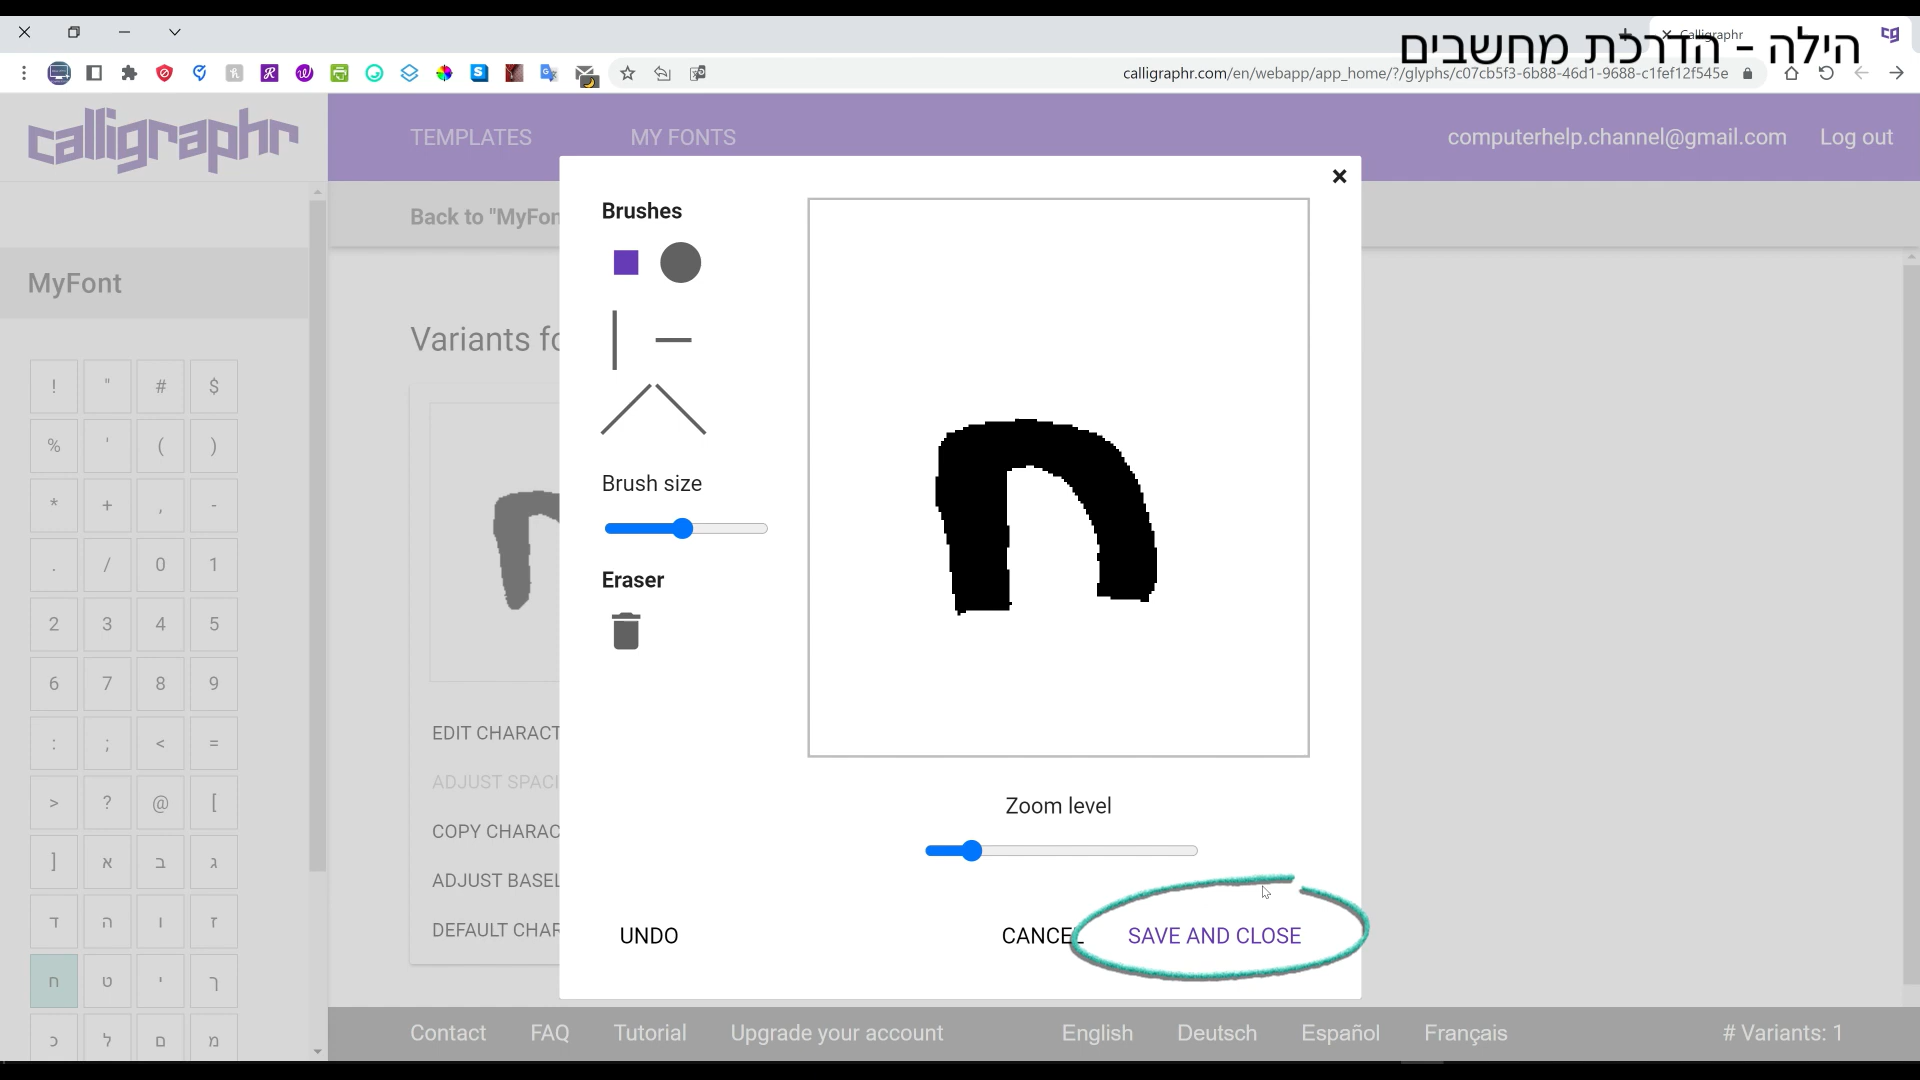 הילה - הדרכת מחשבים
Calligraphr
calligraphr.com/en/webapp/app_home/?/glyphs/c07cb5f3-6b88-46d1-9688-c1fef12f545e
calligraphr
TEMPLATES
MY FONTS
computerhelp.channel@gmail.com
Log out
Back to "MyFon
MyFont
Variants fo
! " # $
% ' ( )
* + , -
. / 0 1
2 3 4 5
6 7 8 9
: ; < =
> ? @ [
] א ב ג
ד ה ו ז
ח ט י ך
כ ל ם מ
EDIT CHARACT
ADJUST SPACI
COPY CHARAC
ADJUST BASEL
DEFAULT CHAR
Brushes
Brush size
Eraser
ח
Zoom level
UNDO
CANCEL
SAVE AND CLOSE
Contact
FAQ
Tutorial
Upgrade your account
English
Deutsch
Español
Français
# Variants: 1